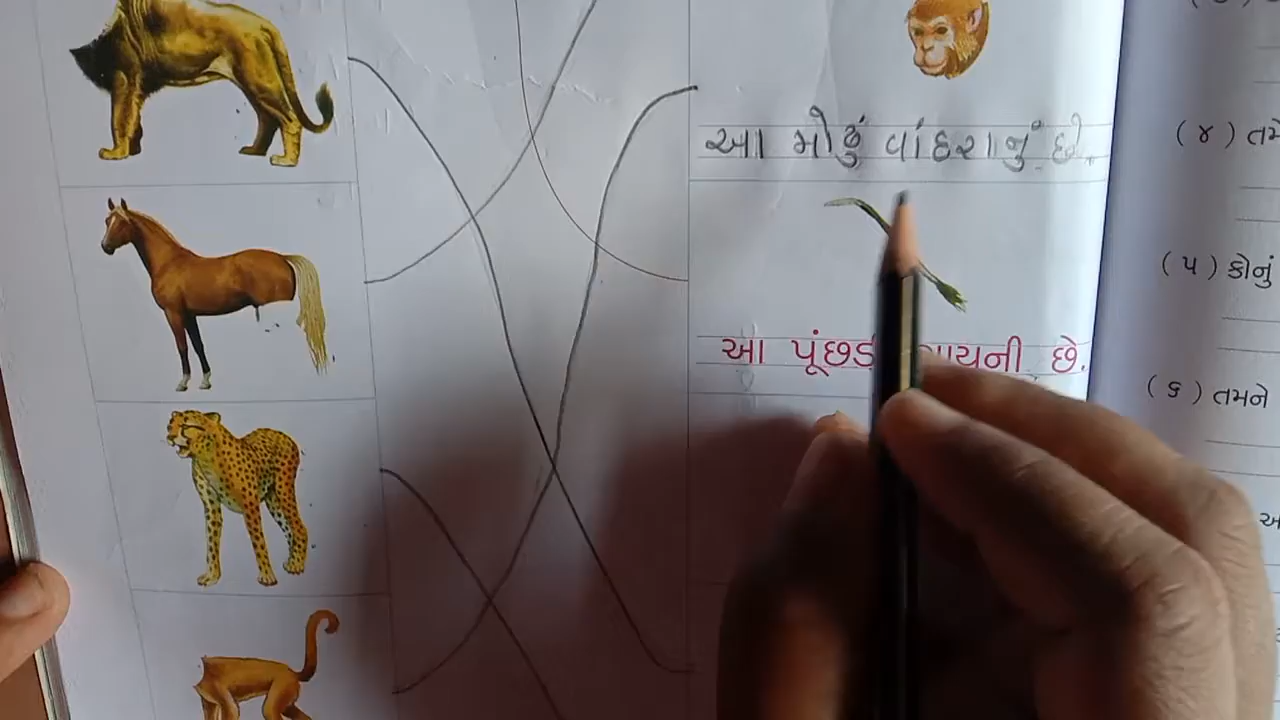 આ મોઢું વાંદરાનું છે.
આ પૂંછડી ગાયની છે.
(૪) તમે
(૫) કોનું
(૬) તમને